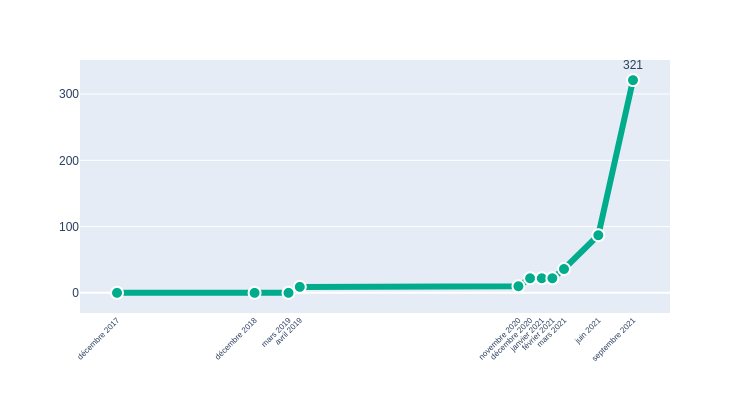 321
300
200
100
0
décembre 2017
décembre 2018
mars 2019
avril 2019
novembre 2020
décembre 2020
janvier 2021
février 2021
mars 2021
juin 2021
septembre 2021